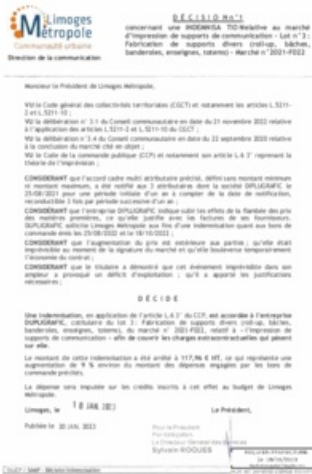 Limoges
Métropole
Communauté urbaine
Direction de la communication
DÉCISION N°1
concernant une INDEMNISATION Relative au marché
d'impression de supports de communication - Lot n°3 :
Fabrication de supports divers (roll-up, bâches,
banderoles, enseignes, totems) - Marché n°2021-F022
Monsieur le Président de Limoges Métropole,
VU le Code général des collectivités territoriales (CGCT) et notamment les articles L.5211-
2 et L.5211-10 ;
VU la délibération n° 3.1 du Conseil communautaire en date du 21 novembre 2022 relative
à l'application des articles L.5211-2 et L.5211-10 du CGCT ;
VU la délibération n°3.4 du Conseil communautaire en date du 22 septembre 2020 relative
à la conclusion du marché cité en objet ;
VU le Code de la commande publique (CCP) et notamment son article L.6 3° reprenant la
théorie de l'imprévision ;
CONSIDERANT que l'accord cadre multi attributaire précité, défini sans montant minimum
ni montant maximum, a été notifié aux 3 attributaires dont la société DUPLIGRAFIC le
25/08/2021 pour une période initiale d'un an à compter de la date de notification,
reconductible 3 fois par période successive d'un an ;
CONSIDERANT que l'entreprise DUPLIGRAFIC indique subir les effets de la flambée des prix
des matières premières, ce qu'elle justifie avec les factures de ses fournisseurs.
DUPLIGRAFIC sollicite Limoges Métropole aux fins d'une indemnisation quant aux bons de
commande émis les 25/08/2022 et le 18/10/2022 ;
CONSIDERANT que l'augmentation du prix est extérieure aux parties ; qu'elle était
imprévisible au moment de la signature du marché et qu'elle bouleverse temporairement
l'économie du contrat ;
CONSIDERANT que le titulaire a démontré que cet événement imprévisible dans son
ampleur a provoqué un déficit d'exploitation ; qu'il a apporté les justifications
nécessaires ;
DÉCIDE
Une indemnisation, en application de l'article L.6 3° du CCP, est accordée à l'entreprise
DUPLIGRAFIC, cotitulaire du lot 3 : Fabrication de supports divers (roll-up, bâches,
banderoles, enseignes, totems), du marché n° 2021-F022, relatif à - l'impression de
supports de communication - afin de couvrir les charges extracontractuelles qui pèsent
sur elle.
Le montant de cette indemnisation a été arrêté à 117,96 € HT, ce qui représente une
augmentation de 9 % environ du montant des dépenses engagées par les bons de
commande précités.
La dépense sera imputée sur les crédits inscrits à cet effet au budget de Limoges
Métropole.
Limoges, le 18 JAN. 2023
Le Président,
Publiée le 20 JAN. 2023
Pour le Président
Par délégation
Le Directeur Général des Services
Sylvain ROQUES